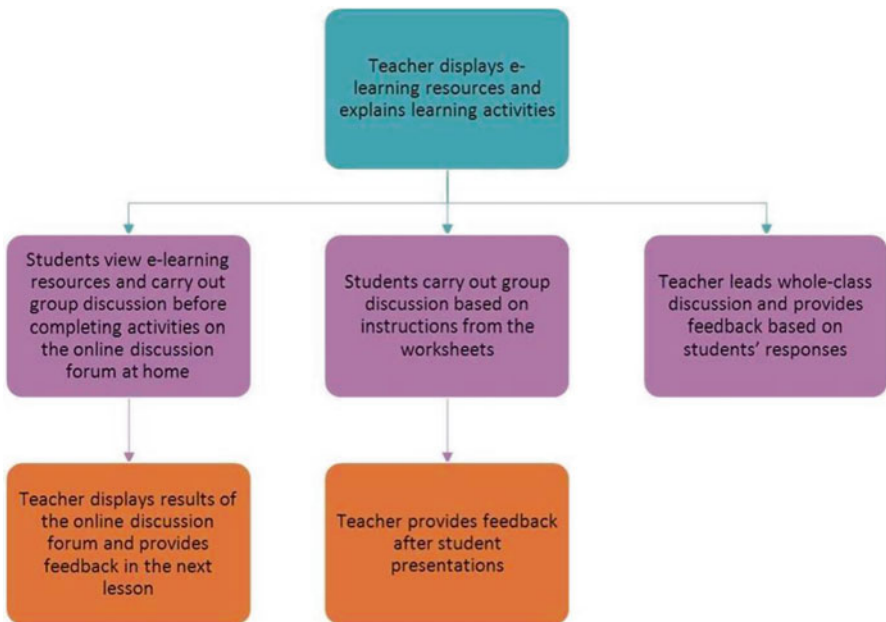 Teacher displays e-
learning resources and
explains learning activities
Students view e-learning
resources and carry out
group discussion before
completing activities on
the online discussion
forum at home
Students carry out group
discussion based on
instructions from the
worksheets
Teacher leads whole-class
discussion and provides
feedback based on
students’ responses
Teacher displays results of
the online discussion
forum and provides
feedback in the next
lesson
Teacher provides feedback
after student
presentations